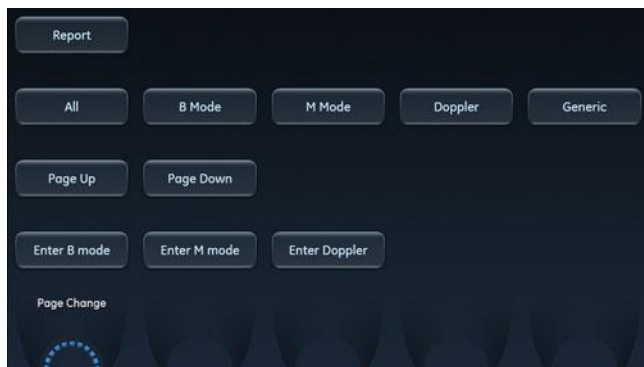 Report
All B Mode M Mode Doppler Generic
Page Up Page Down
Enter B mode Enter M mode Enter Doppler
Page Change